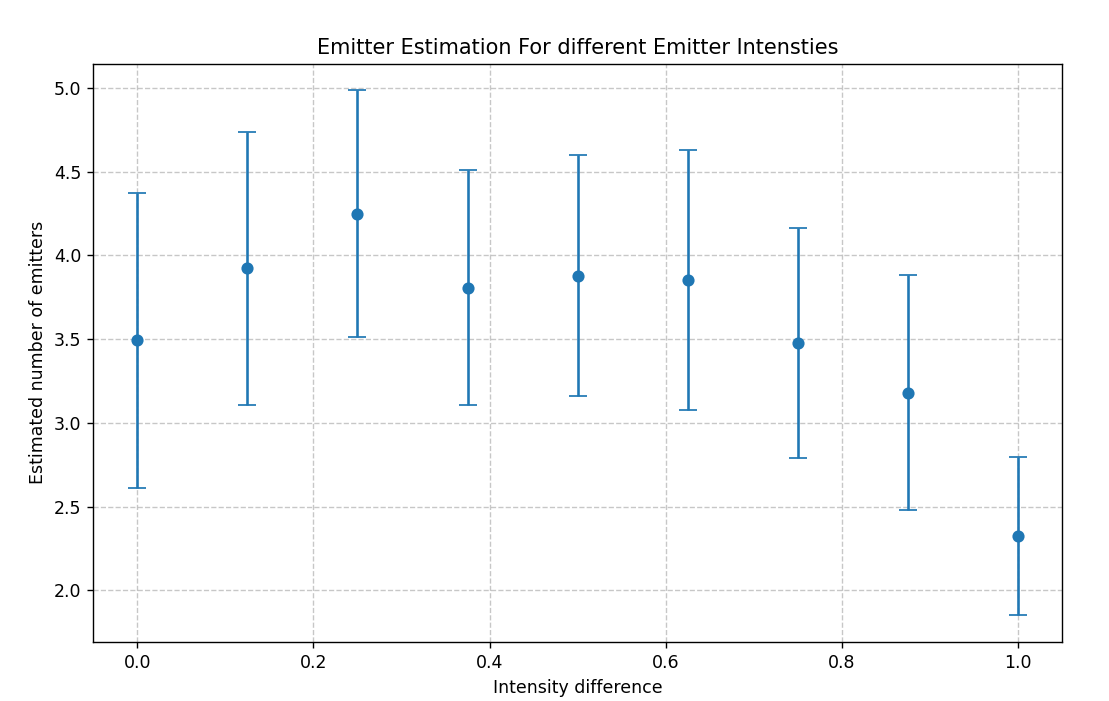 Emitter Estimation For different Emitter Intensties
5.0
4.5
4.0
3.5
3.0
2.5
2.0
Estimated number of emitters
0.0 0.2 0.4 0.6 0.8 1.0
Intensity difference